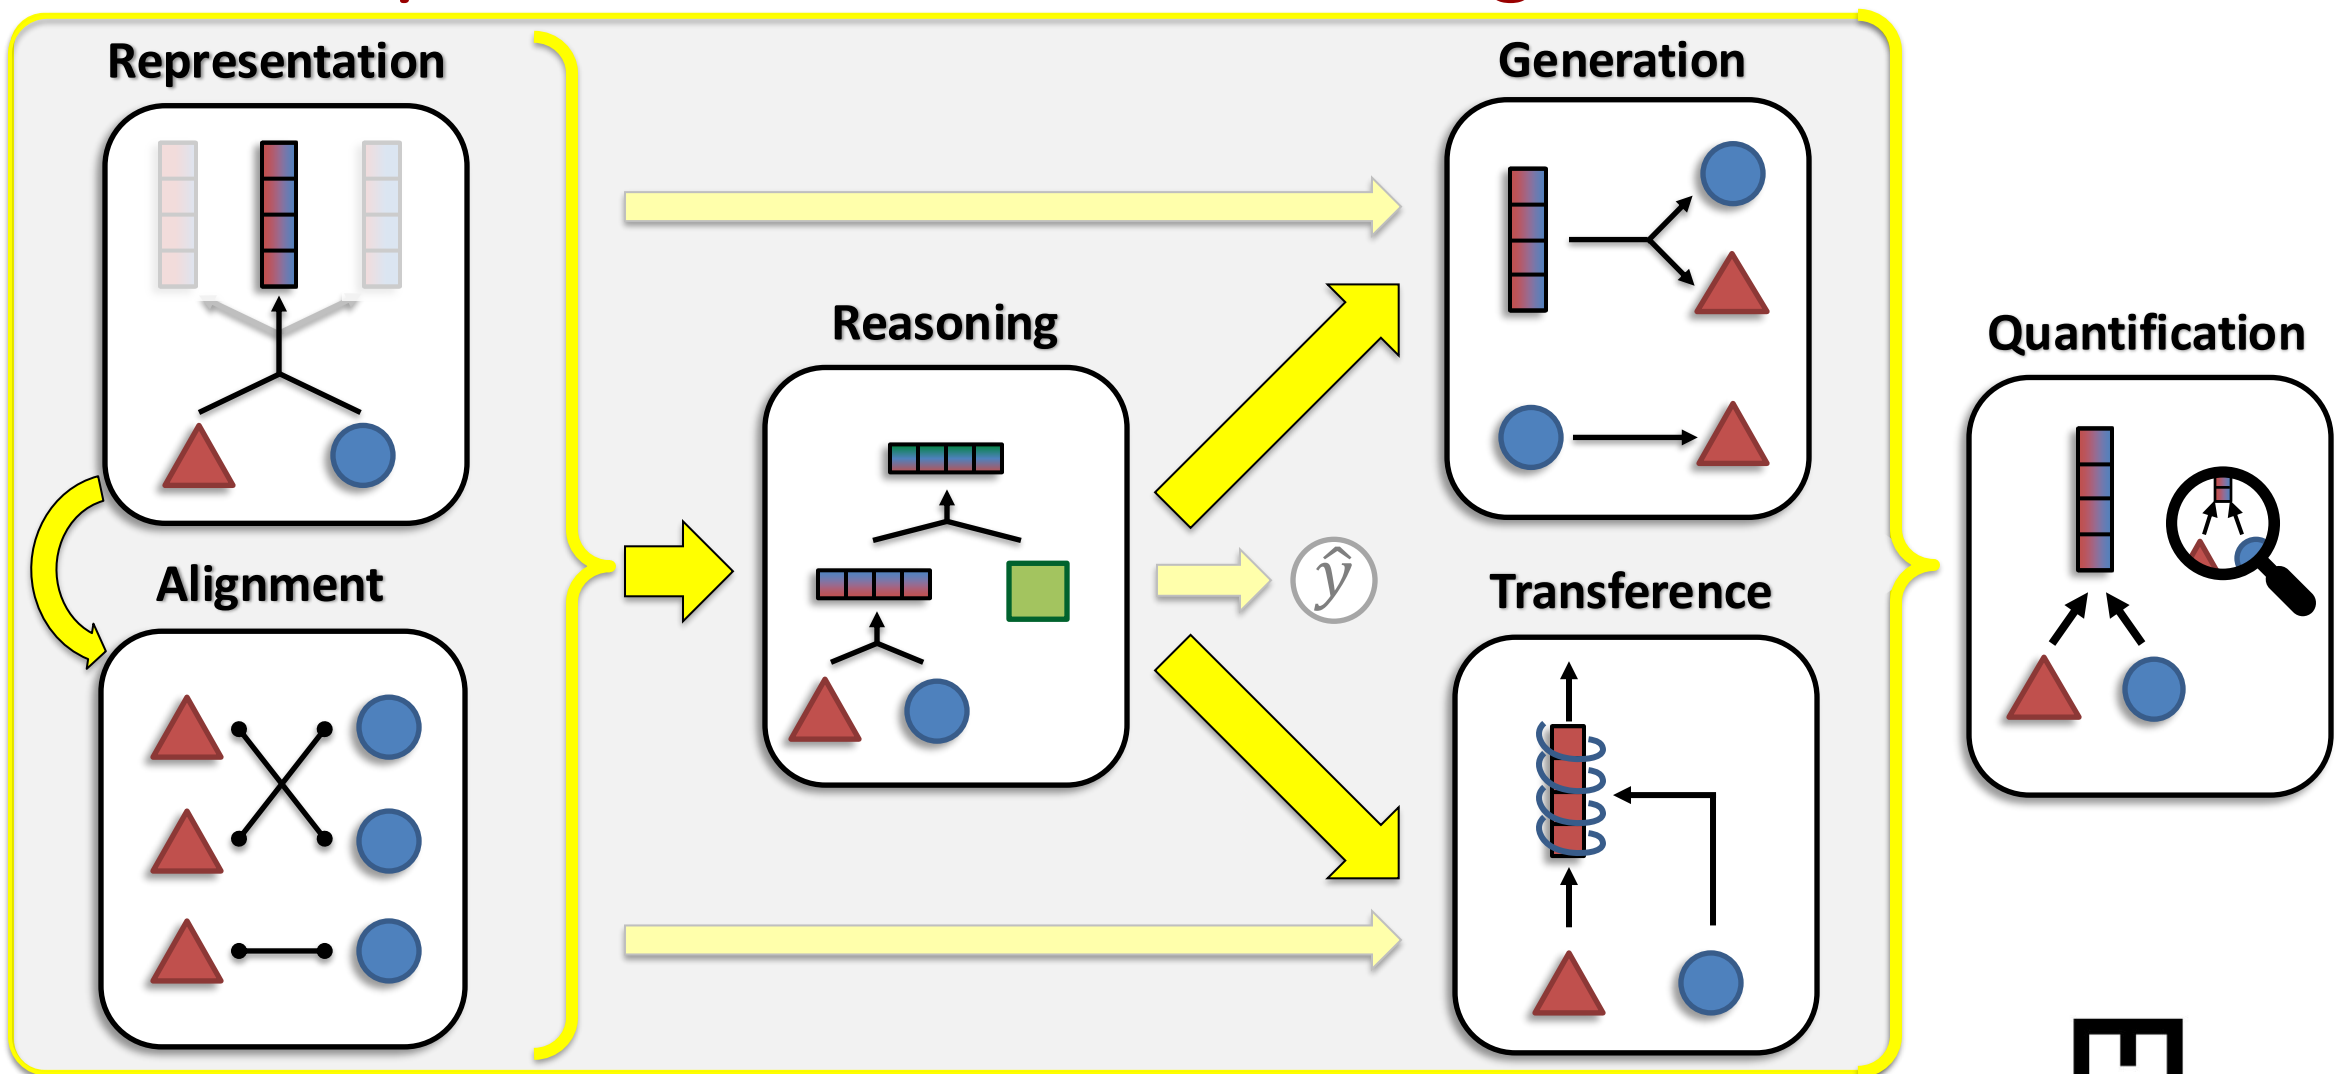 Representation
Generation
Reasoning
Quantification
ŷ
Alignment
Transference